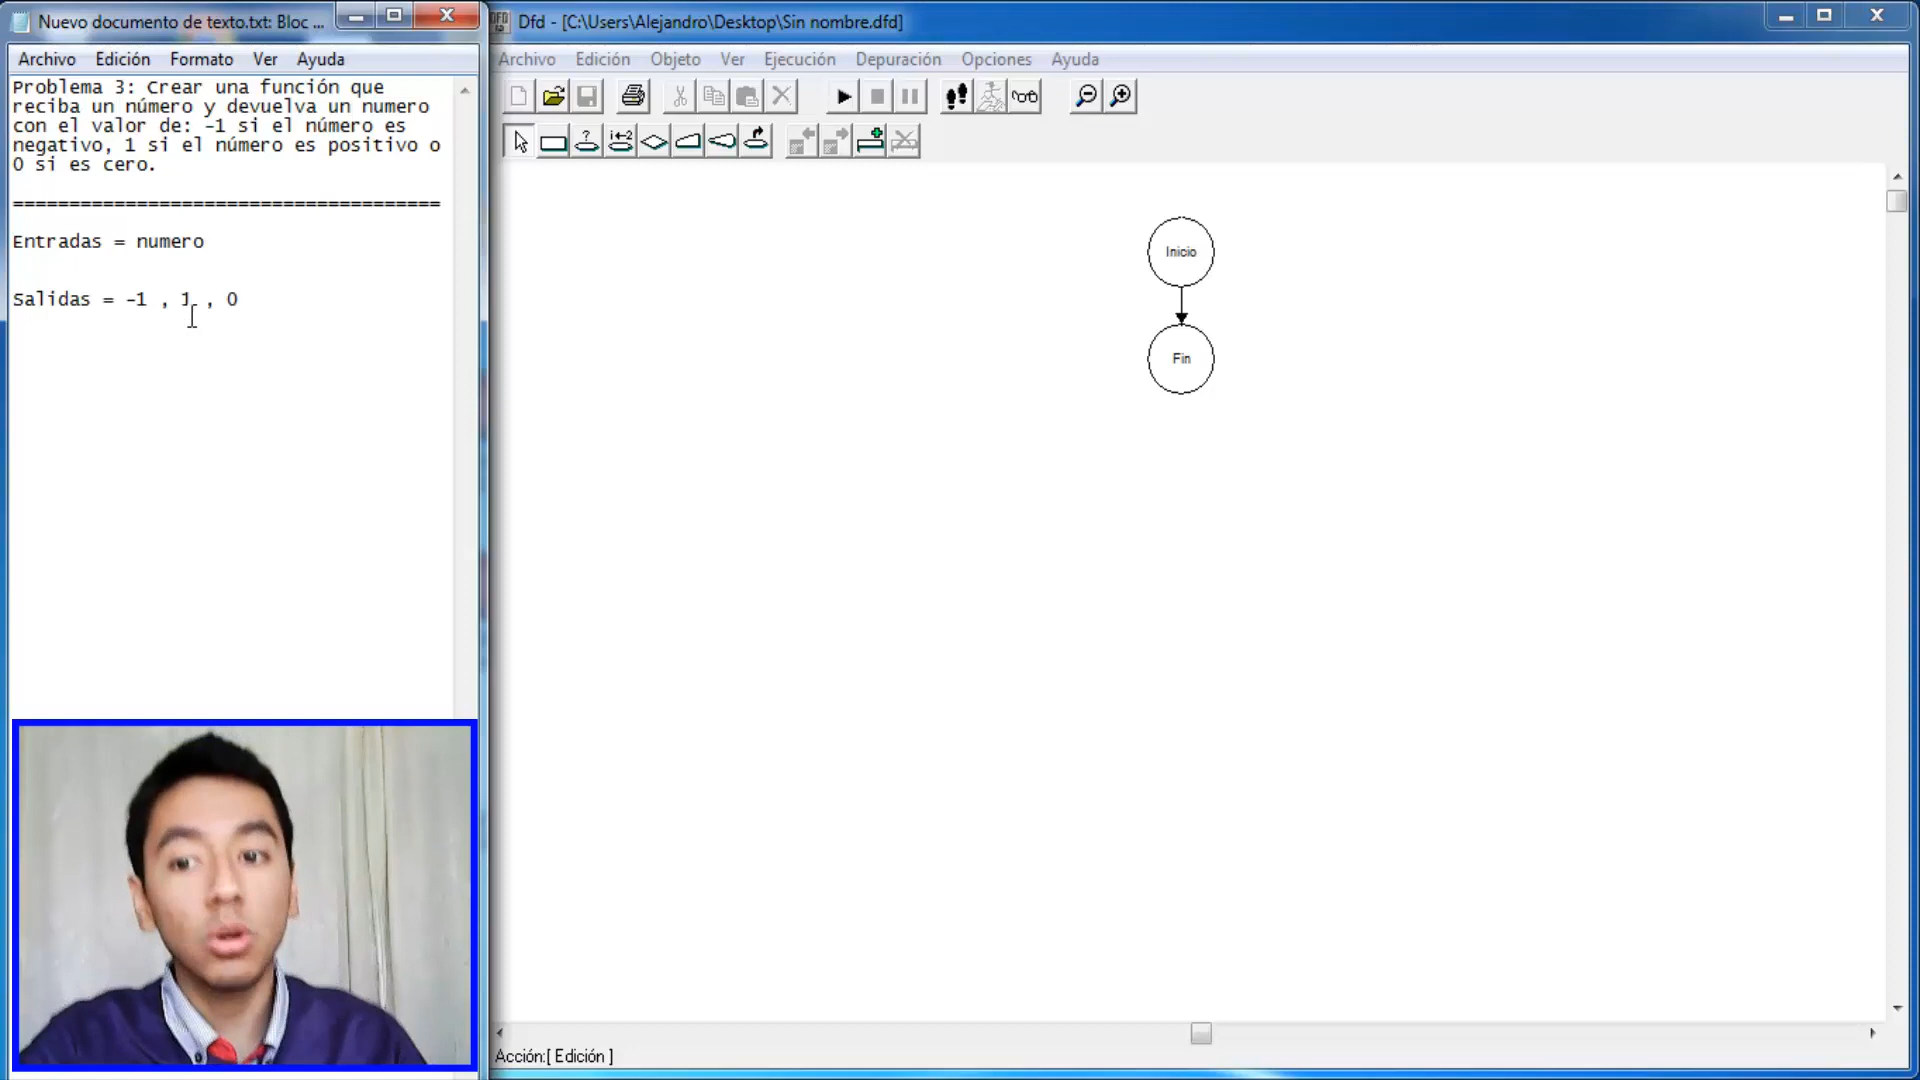 Nuevo documento de texto.txt: Bloc ...
Archivo Edición Formato Ver Ayuda
Problema 3: Crear una función que
reciba un número y devuelva un numero
con el valor de: -1 si el número es
negativo, 1 si el número es positivo o
0 si es cero.
======================================
Entradas = numero
Salidas = -1 , 1 , 0
Dfd - [C:\Users\Alejandro\Desktop\Sin nombre.dfd]
Archivo Edición Objeto Ver Ejecución Depuración Opciones Ayuda
Inicio
Fin
Acción:[ Edición ]